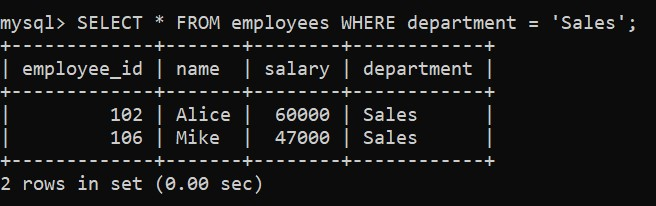 mysql> SELECT * FROM employees WHERE department = 'Sales';
+-------------+-------+--------+------------+
| employee_id | name  | salary | department |
+-------------+-------+--------+------------+
|         102 | Alice |  60000 | Sales      |
|         106 | Mike  |  47000 | Sales      |
+-------------+-------+--------+------------+
2 rows in set (0.00 sec)